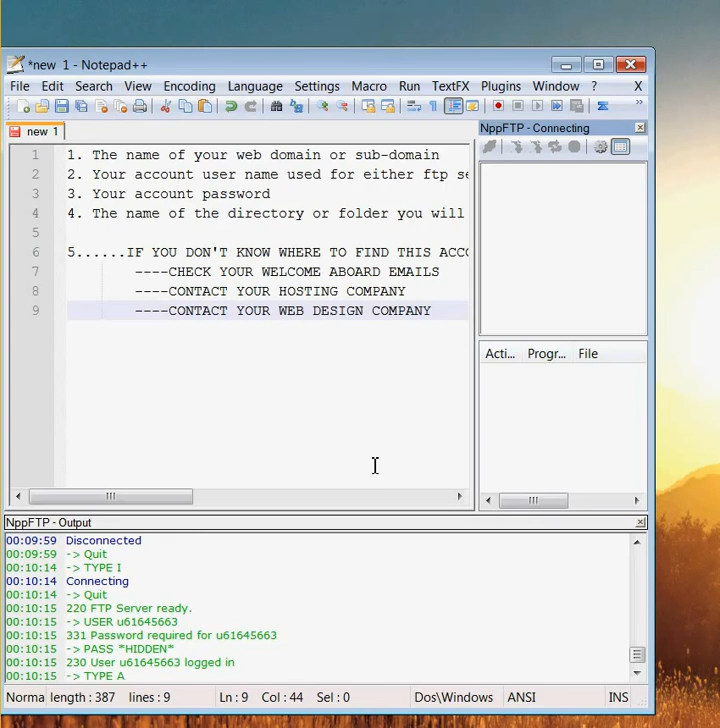 *new 1 - Notepad++
File Edit Search View Encoding Language Settings Macro Run TextFX Plugins Window ? X
new 1
NppFTP - Connecting
1 1. The name of your web domain or sub-domain
2 2. Your account user name used for either ftp se
3 3. Your account password
4 4. The name of the directory or folder you will
5
6 5......IF YOU DON'T KNOW WHERE TO FIND THIS ACCO
7 ----CHECK YOUR WELCOME ABOARD EMAILS
8 ----CONTACT YOUR HOSTING COMPANY
9 ----CONTACT YOUR WEB DESIGN COMPANY
Acti... Progr... File
NppFTP - Output
00:09:59 Disconnected
00:09:59 -> Quit
00:10:14 -> TYPE I
00:10:14 Connecting
00:10:14 -> Quit
00:10:15 220 FTP Server ready.
00:10:15 -> USER u61645663
00:10:15 331 Password required for u61645663
00:10:15 -> PASS *HIDDEN*
00:10:15 230 User u61645663 logged in
00:10:15 -> TYPE A
Norma length : 387 lines : 9 Ln : 9 Col : 44 Sel : 0 Dos\Windows ANSI INS